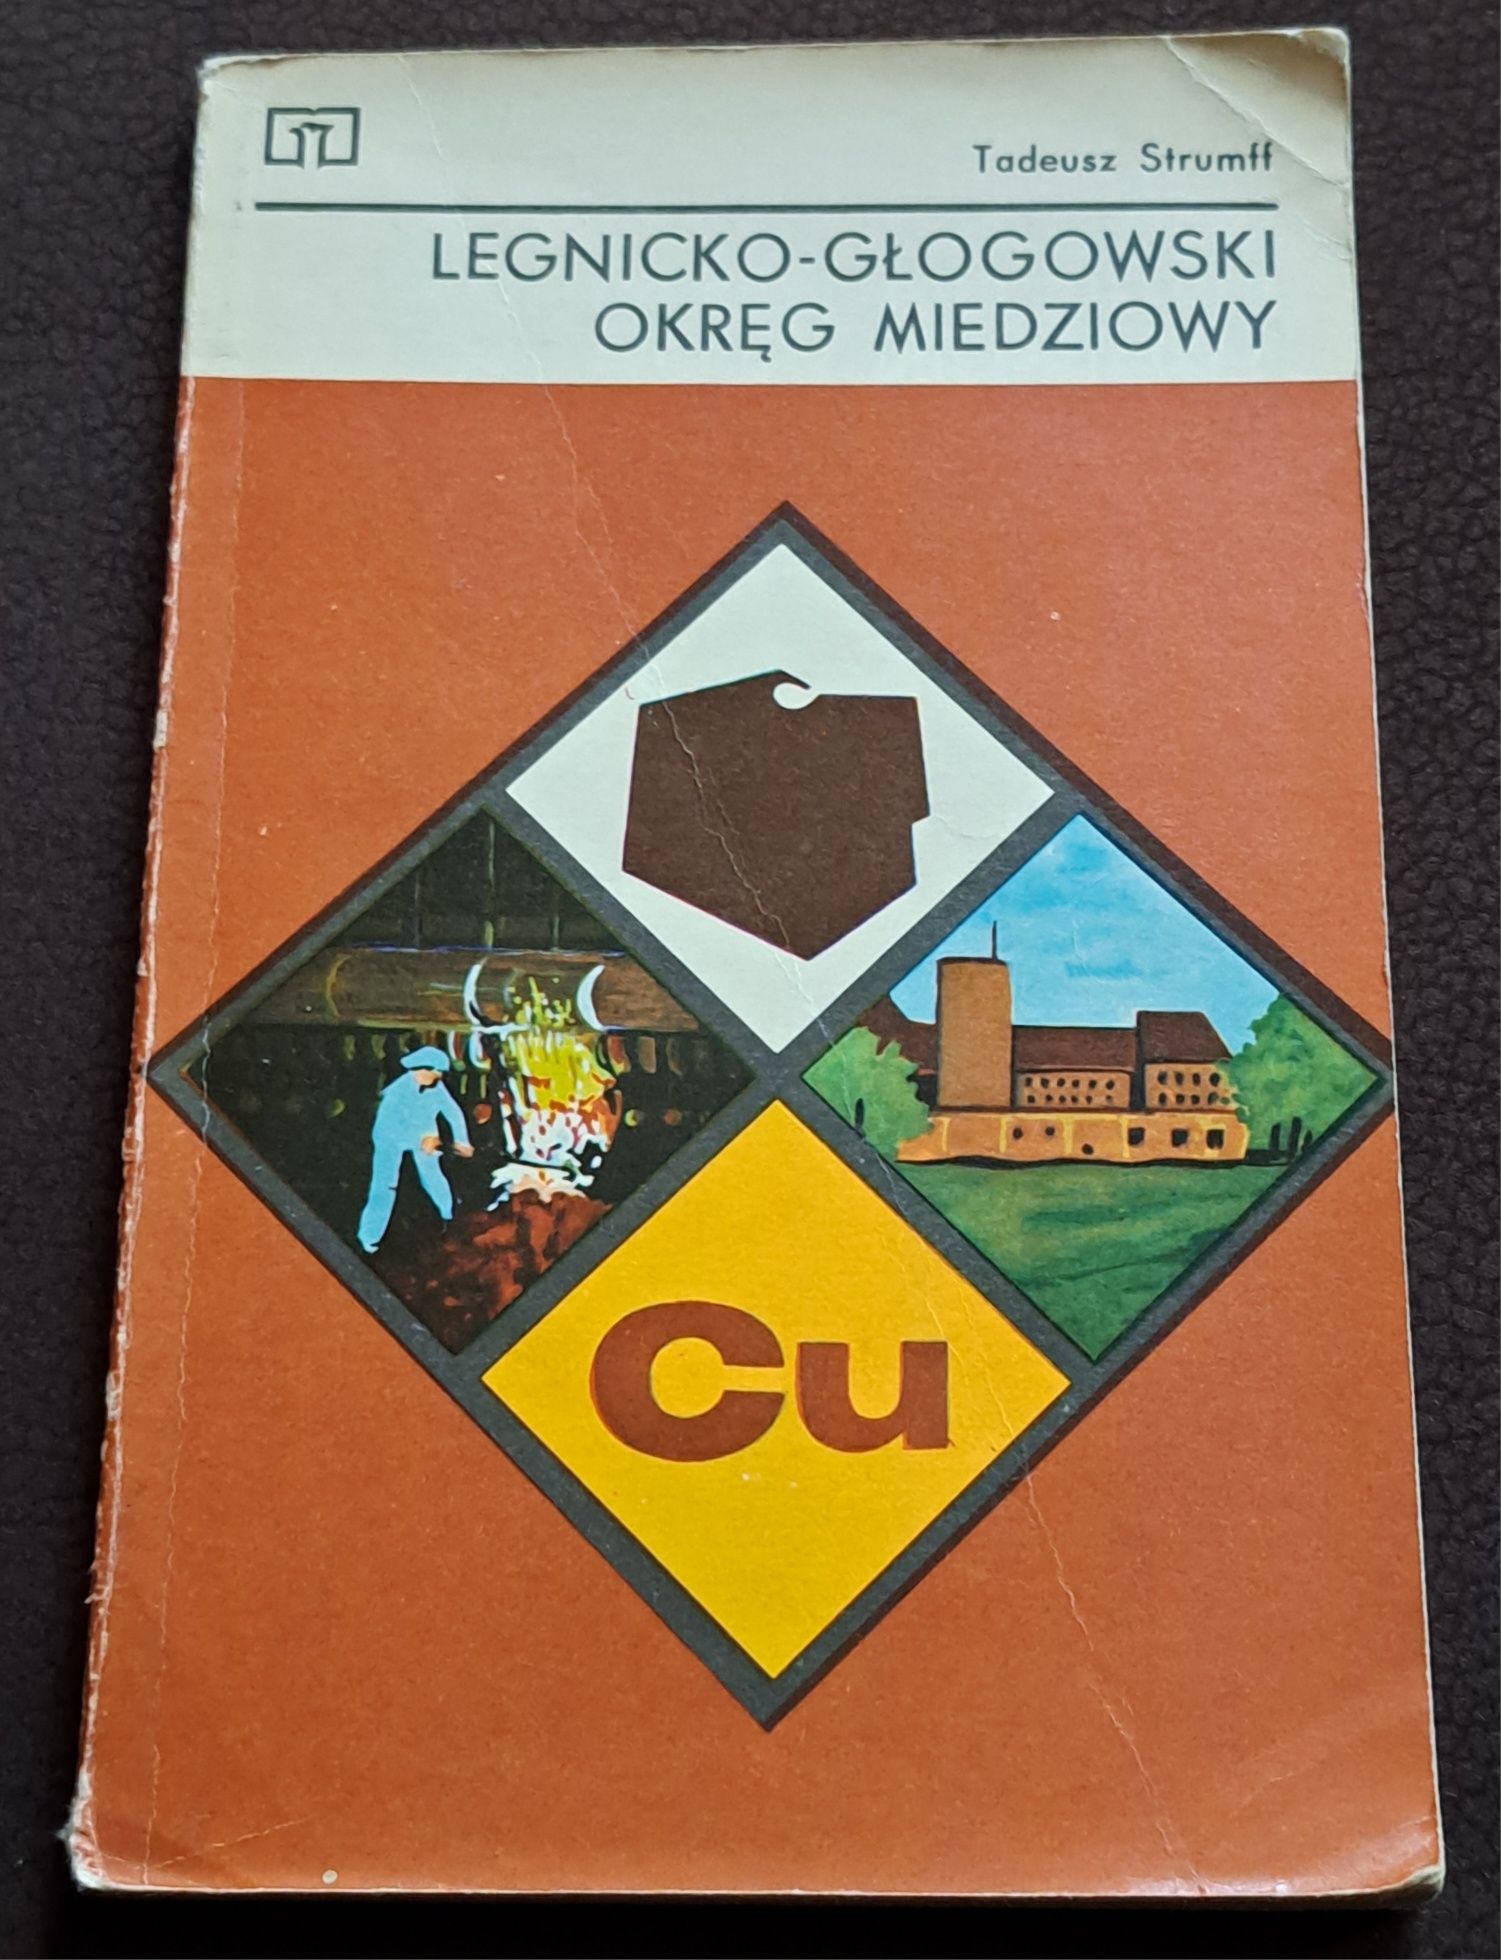 Tadeusz Strumff
LEGNICKO-GŁOGOWSKI
OKRĘG MIEDZIOWY
Cu